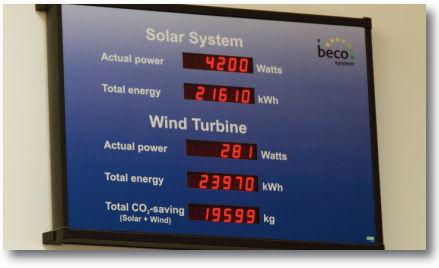 Solar System
a beco: system
Actual power 4200 Watts
Total energy 21610 kWh
Wind Turbine
Actual power 281 Watts
Total energy 23970 kWh
Total CO₂-saving 19599 kg
(Solar + Wind)